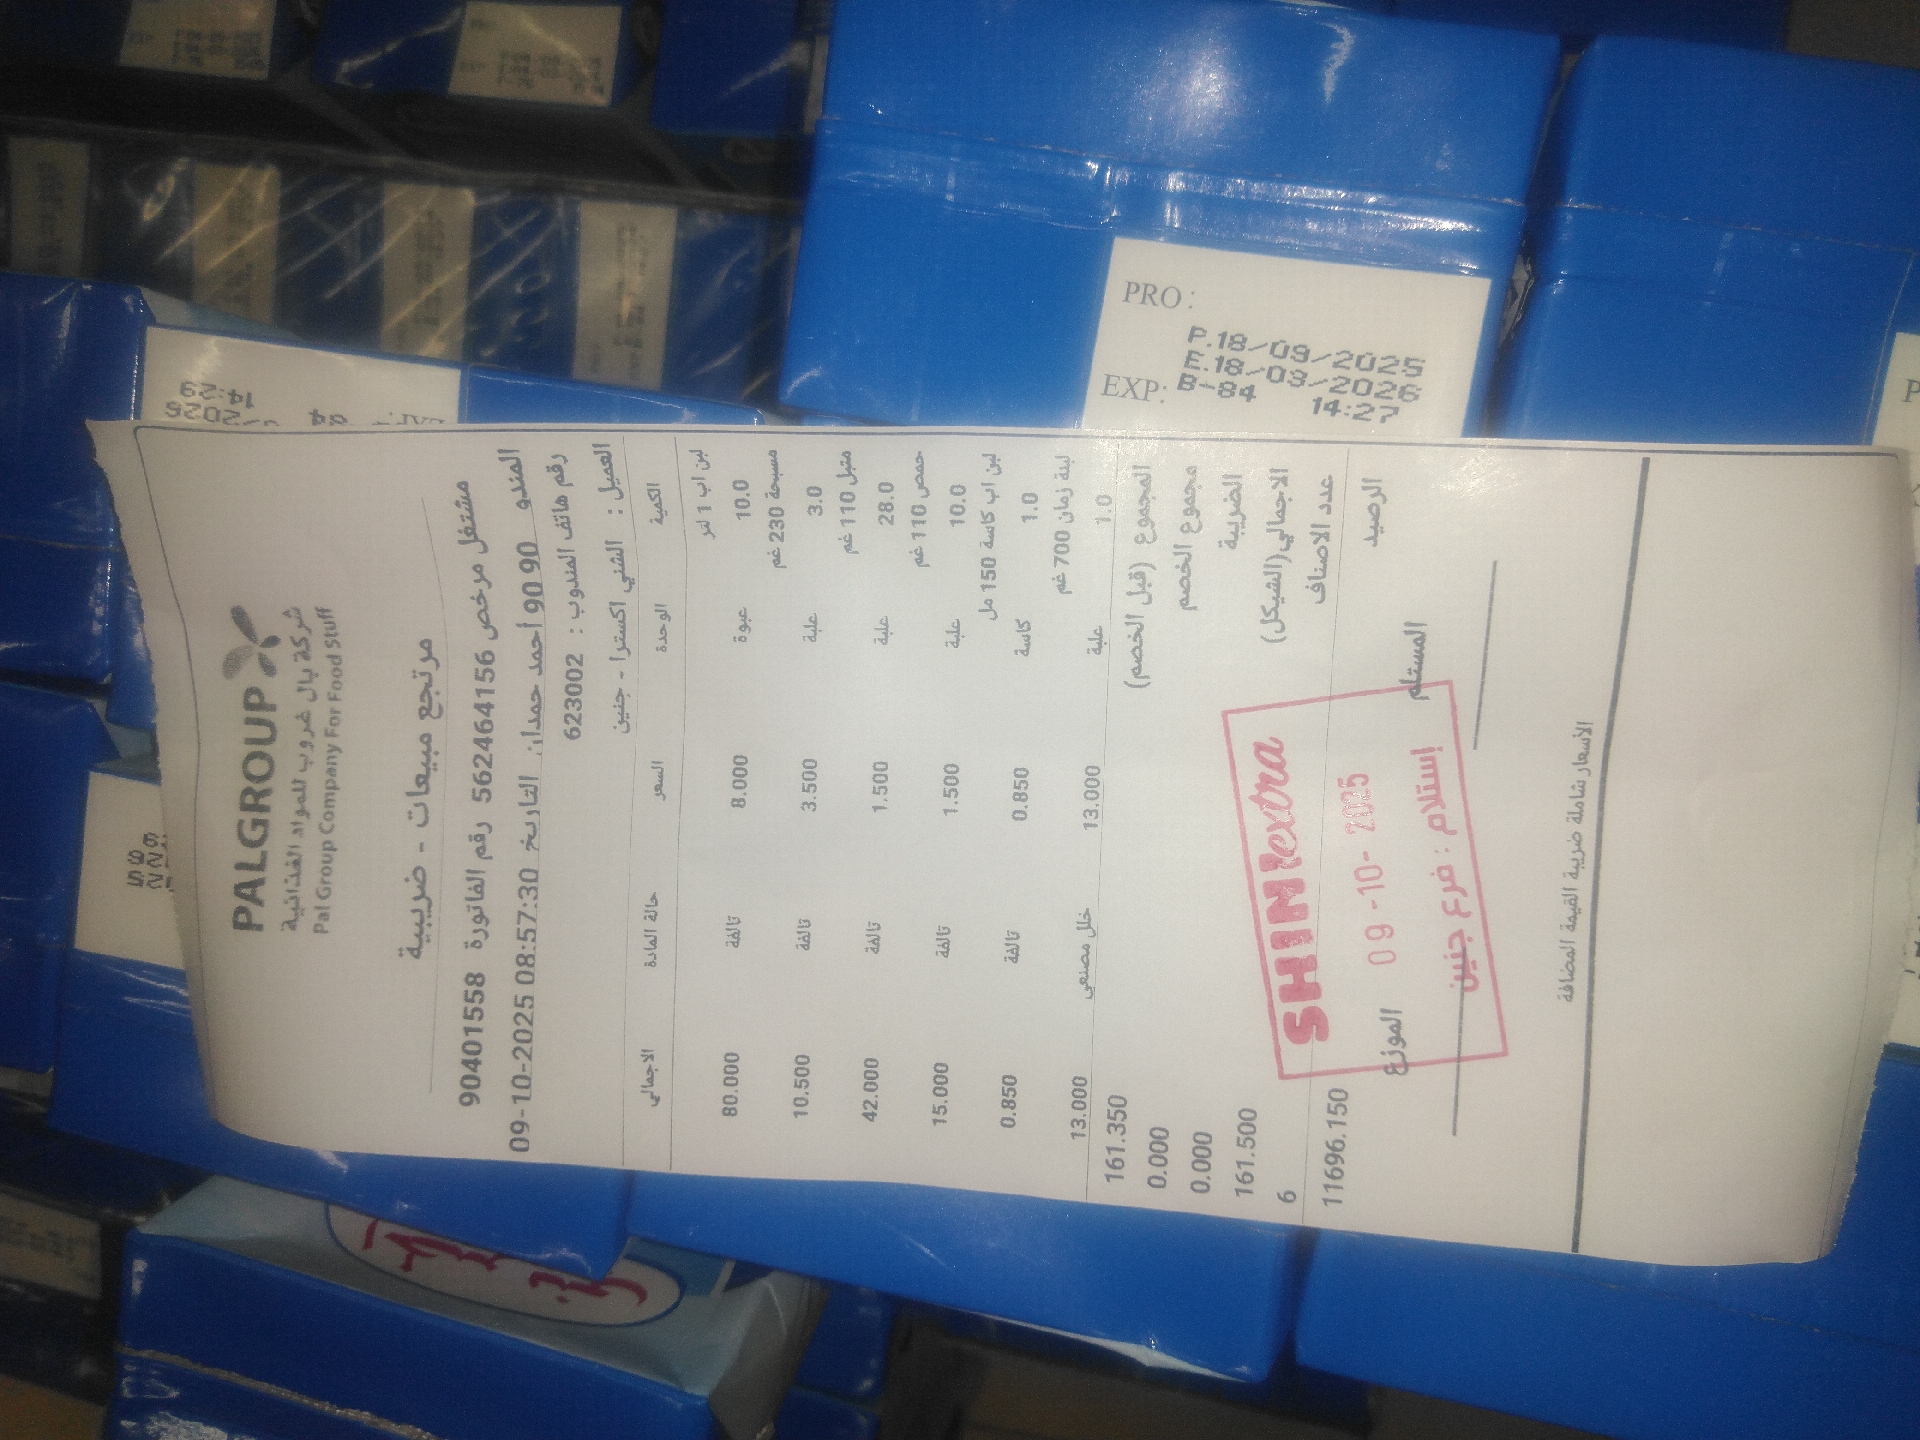 PALGROUP
شركة بال غروب للمواد الغذائية
Pal Group Company For Food Stuff
مرتجع مبيعات - ضريبية
مشتغل مرخص 562464156 رقم الفاتورة 90401558
المندو 90 90 أحمد حمدان التاريخ 09-10-2025 08:57:30
رقم هاتف المندوب : 623002
العميل : الشني اكسترا - جنين
الكمية الوحدة السعر حالة المادة الاجمالي
لبن اب 1 لتر
10.0 عبوة 8.000 تالفة 80.000
مسبحة 230 غم
3.0 علبة 3.500 تالفة 10.500
متبل 110 غم
28.0 علبة 1.500 تالفة 42.000
حمص 110 غم
10.0 علبة 1.500 تالفة 15.000
لبن اب كاسة 150 مل
1.0 كاسة 0.850 تالفة 0.850
لبنة زمان 700 غم
1.0 علبة 13.000 خلل مصنعي 13.000
المجموع (قبل الخصم) 161.350
مجموع الخصم 0.000
الضريبة 0.000
الاجمالي(الشيكل) 161.500
عدد الاصناف 6
الرصيد 11696.150
المستلم الموزع
SHINIextra
09-10-2025
إستلام : فرع جنين
الأسعار شاملة ضريبة القيمة المضافة
PRO:
P.18/09/2025
E.18/09/2026
EXP: B-84
14:27
14:29